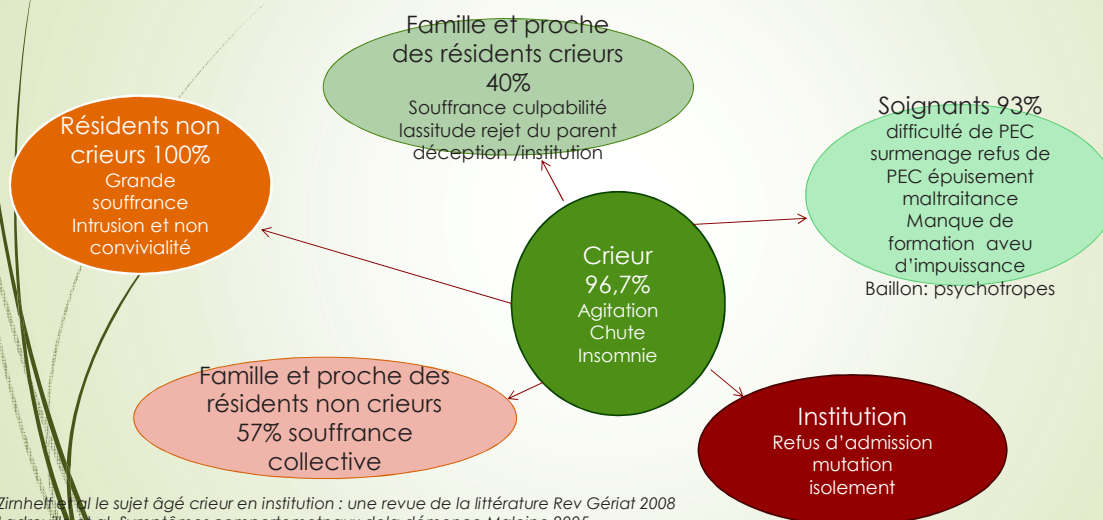 Famille et proche
des résidents crieurs
40%
Souffrance culpabilité
lassitude rejet du parent
déception /institution
Résidents non
crieurs 100%
Grande
souffrance
Intrusion et non
convivialité
Soignants 93%
difficulté de PEC
surmenage refus de
PEC épuisement
maltraitance
Manque de
formation aveu
d'impuissance
Baillon: psychotropes
Crieur
96,7%
Agitation
Chute
Insomnie
Famille et proche des
résidents non crieurs
57% souffrance
collective
Institution
Refus d'admission
mutation
isolement
Zirnhelt et al le sujet âgé crieur en institution : une revue de la littérature Rev Gériat 2008